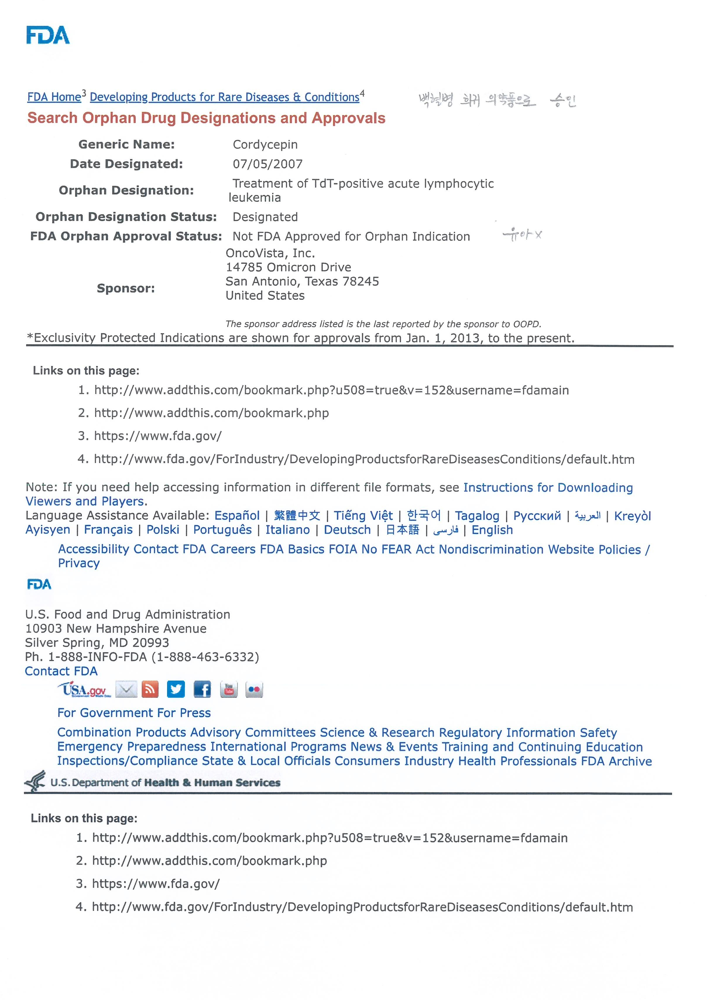 FDA
FDA Home3 Developing Products for Rare Diseases & Conditions4
백혈병 희귀 의약품으로 승인
Search Orphan Drug Designations and Approvals
Generic Name: Cordycepin
Date Designated: 07/05/2007
Orphan Designation: Treatment of TdT-positive acute lymphocytic
leukemia
Orphan Designation Status: Designated
FDA Orphan Approval Status: Not FDA Approved for Orphan Indication 유아X
Sponsor: OncoVista, Inc.
14785 Omicron Drive
San Antonio, Texas 78245
United States
The sponsor address listed is the last reported by the sponsor to OOPD.
*Exclusivity Protected Indications are shown for approvals from Jan. 1, 2013, to the present.
Links on this page:
1. http://www.addthis.com/bookmark.php?u508=true&v=152&username=fdamain
2. http://www.addthis.com/bookmark.php
3. https://www.fda.gov/
4. http://www.fda.gov/ForIndustry/DevelopingProductsforRareDiseasesConditions/default.htm
Note: If you need help accessing information in different file formats, see Instructions for Downloading
Viewers and Players.
Language Assistance Available: Español | 繁體中文 | Tiếng Việt | 한국어 | Tagalog | Русский | العربية | Kreyòl
Ayisyen | Français | Polski | Português | Italiano | Deutsch | 日本語 | فارسی | English
Accessibility Contact FDA Careers FDA Basics FOIA No FEAR Act Nondiscrimination Website Policies /
Privacy
FDA
U.S. Food and Drug Administration
10903 New Hampshire Avenue
Silver Spring, MD 20993
Ph. 1-888-INFO-FDA (1-888-463-6332)
Contact FDA
USA.gov
For Government For Press
Combination Products Advisory Committees Science & Research Regulatory Information Safety
Emergency Preparedness International Programs News & Events Training and Continuing Education
Inspections/Compliance State & Local Officials Consumers Industry Health Professionals FDA Archive
U.S. Department of Health & Human Services
Links on this page:
1. http://www.addthis.com/bookmark.php?u508=true&v=152&username=fdamain
2. http://www.addthis.com/bookmark.php
3. https://www.fda.gov/
4. http://www.fda.gov/ForIndustry/DevelopingProductsforRareDiseasesConditions/default.htm